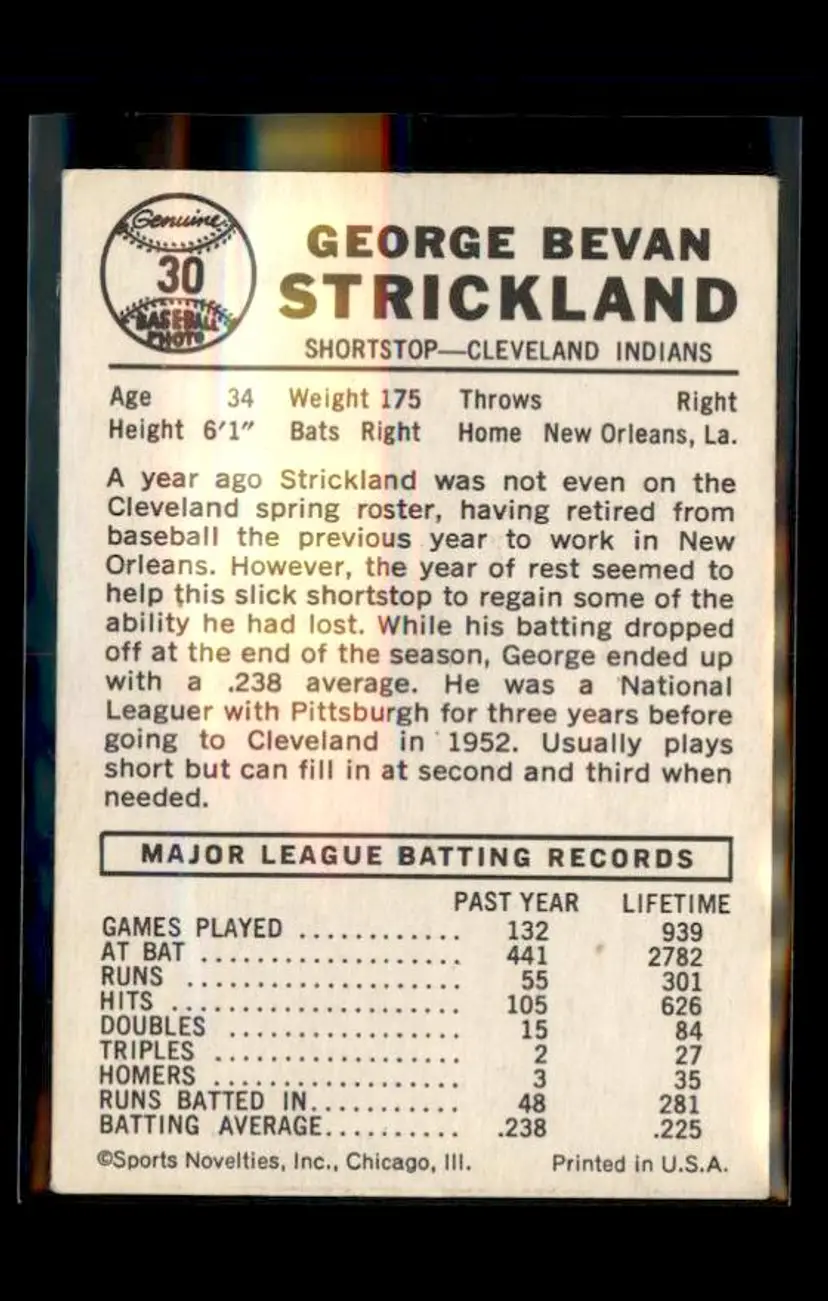 Genuine
30
BASEBALL
PHOTO
GEORGE BEVAN
STRICKLAND
SHORTSTOP—CLEVELAND INDIANS
Age 34 Weight 175 Throws Right
Height 6'1" Bats Right Home New Orleans, La.
A year ago Strickland was not even on the
Cleveland spring roster, having retired from
baseball the previous year to work in New
Orleans. However, the year of rest seemed to
help this slick shortstop to regain some of the
ability he had lost. While his batting dropped
off at the end of the season, George ended up
with a .238 average. He was a National
Leaguer with Pittsburgh for three years before
going to Cleveland in 1952. Usually plays
short but can fill in at second and third when
needed.
MAJOR LEAGUE BATTING RECORDS
PAST YEAR LIFETIME
GAMES PLAYED ............ 132 939
AT BAT .................... 441 2782
RUNS ..................... 55 301
HITS ...................... 105 626
DOUBLES .................. 15 84
TRIPLES ................... 2 27
HOMERS ................... 3 35
RUNS BATTED IN........... 48 281
BATTING AVERAGE.......... .238 .225
©Sports Novelties, Inc., Chicago, Ill. Printed in U.S.A.